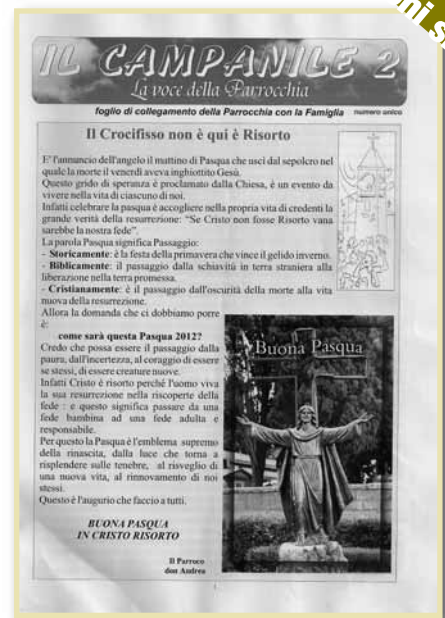 IL CAMPANILE 2
La voce della Parrocchia
foglio di collegamento della Parrocchia con la Famiglia numero unico
Il Crocifisso non è qui è Risorto
E' l'annuncio dell'angelo il mattino di Pasqua che uscì dal sepolcro nel
quale la morte il venerdì aveva inghiottito Gesù.
Questo grido di speranza è proclamato dalla Chiesa, è un evento da
vivere nella vita di ciascuno di noi,
Infatti celebrare la pasqua è accogliere nella propria vita di credenti la
grande verità della resurrezione: “Se Cristo non fosse Risorto vana
sarebbe la nostra fede”.
La parola Pasqua significa Passaggio:
- Storicamente: è la festa della primavera che vince il gelido inverno.
- Biblicamente: il passaggio dalla schiavitù in terra straniera alla
liberazione nella terra promessa.
- Cristianamente: è il passaggio dall'oscurità della morte alla vita
nuova della resurrezione.
Allora la domanda che ci dobbiamo porre
è:
come sarà questa Pasqua 2012?
Credo che possa essere il passaggio dalla
paura, dall'incertezza, al coraggio di essere
se stessi, di essere creature nuove.
Infatti Cristo è risorto perché l'uomo viva
la sua resurrezione nella riscoperte della
fede : e questo significa passare da una
fede bambina ad una fede adulta e
responsabile.
Per questo la Pasqua è l'emblema supremo
della rinascita, dalla luce che torna a
risplendere sulle tenebre, al risveglio di
una nuova vita, al rinnovamento di noi
stessi.
Questo è l'augurio che faccio a tutti.
BUONA PASQUA
IN CRISTO RISORTO
Il Parroco
don Andrea
Buona Pasqua